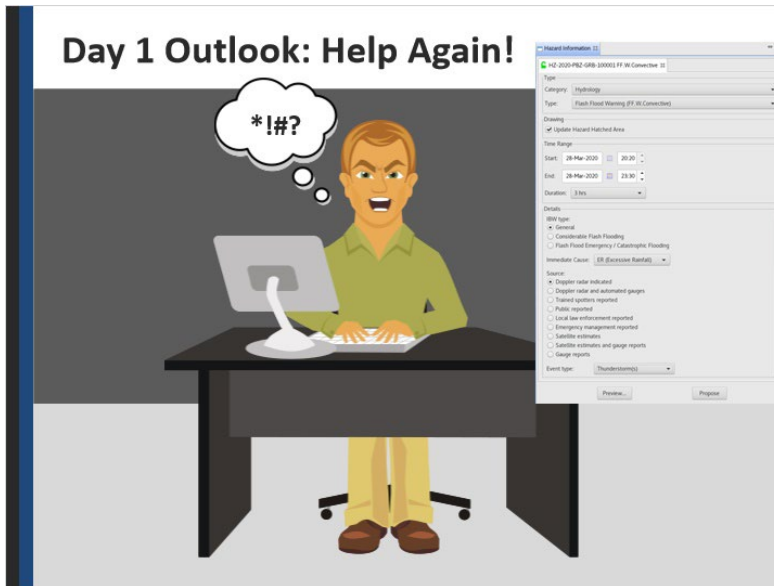 Day 1 Outlook: Help Again!
*!#?
Hazard Information
HZ-2020-PBZ-GRB-100001 FF.W.Convective
Type
Category: Hydrology
Type: Flash Flood Warning (FF.W.Convective)
Drawing
Update Hazard Hatched Area
Time Range
Start: 28-Mar-2020 20:20
End: 28-Mar-2020 23:30
Duration: 3 hrs
Details
IBW type:
General
Considerable Flash Flooding
Flash Flood Emergency / Catastrophic Flooding
Immediate Cause: ER (Excessive Rainfall)
Source:
Doppler radar indicated
Doppler radar and automated gauges
Trained spotters reported
Public reported
Local law enforcement reported
Emergency management reported
Satellite estimates
Satellite estimates and gauge reports
Gauge reports
Event type: Thunderstorm(s)
Preview... Propose